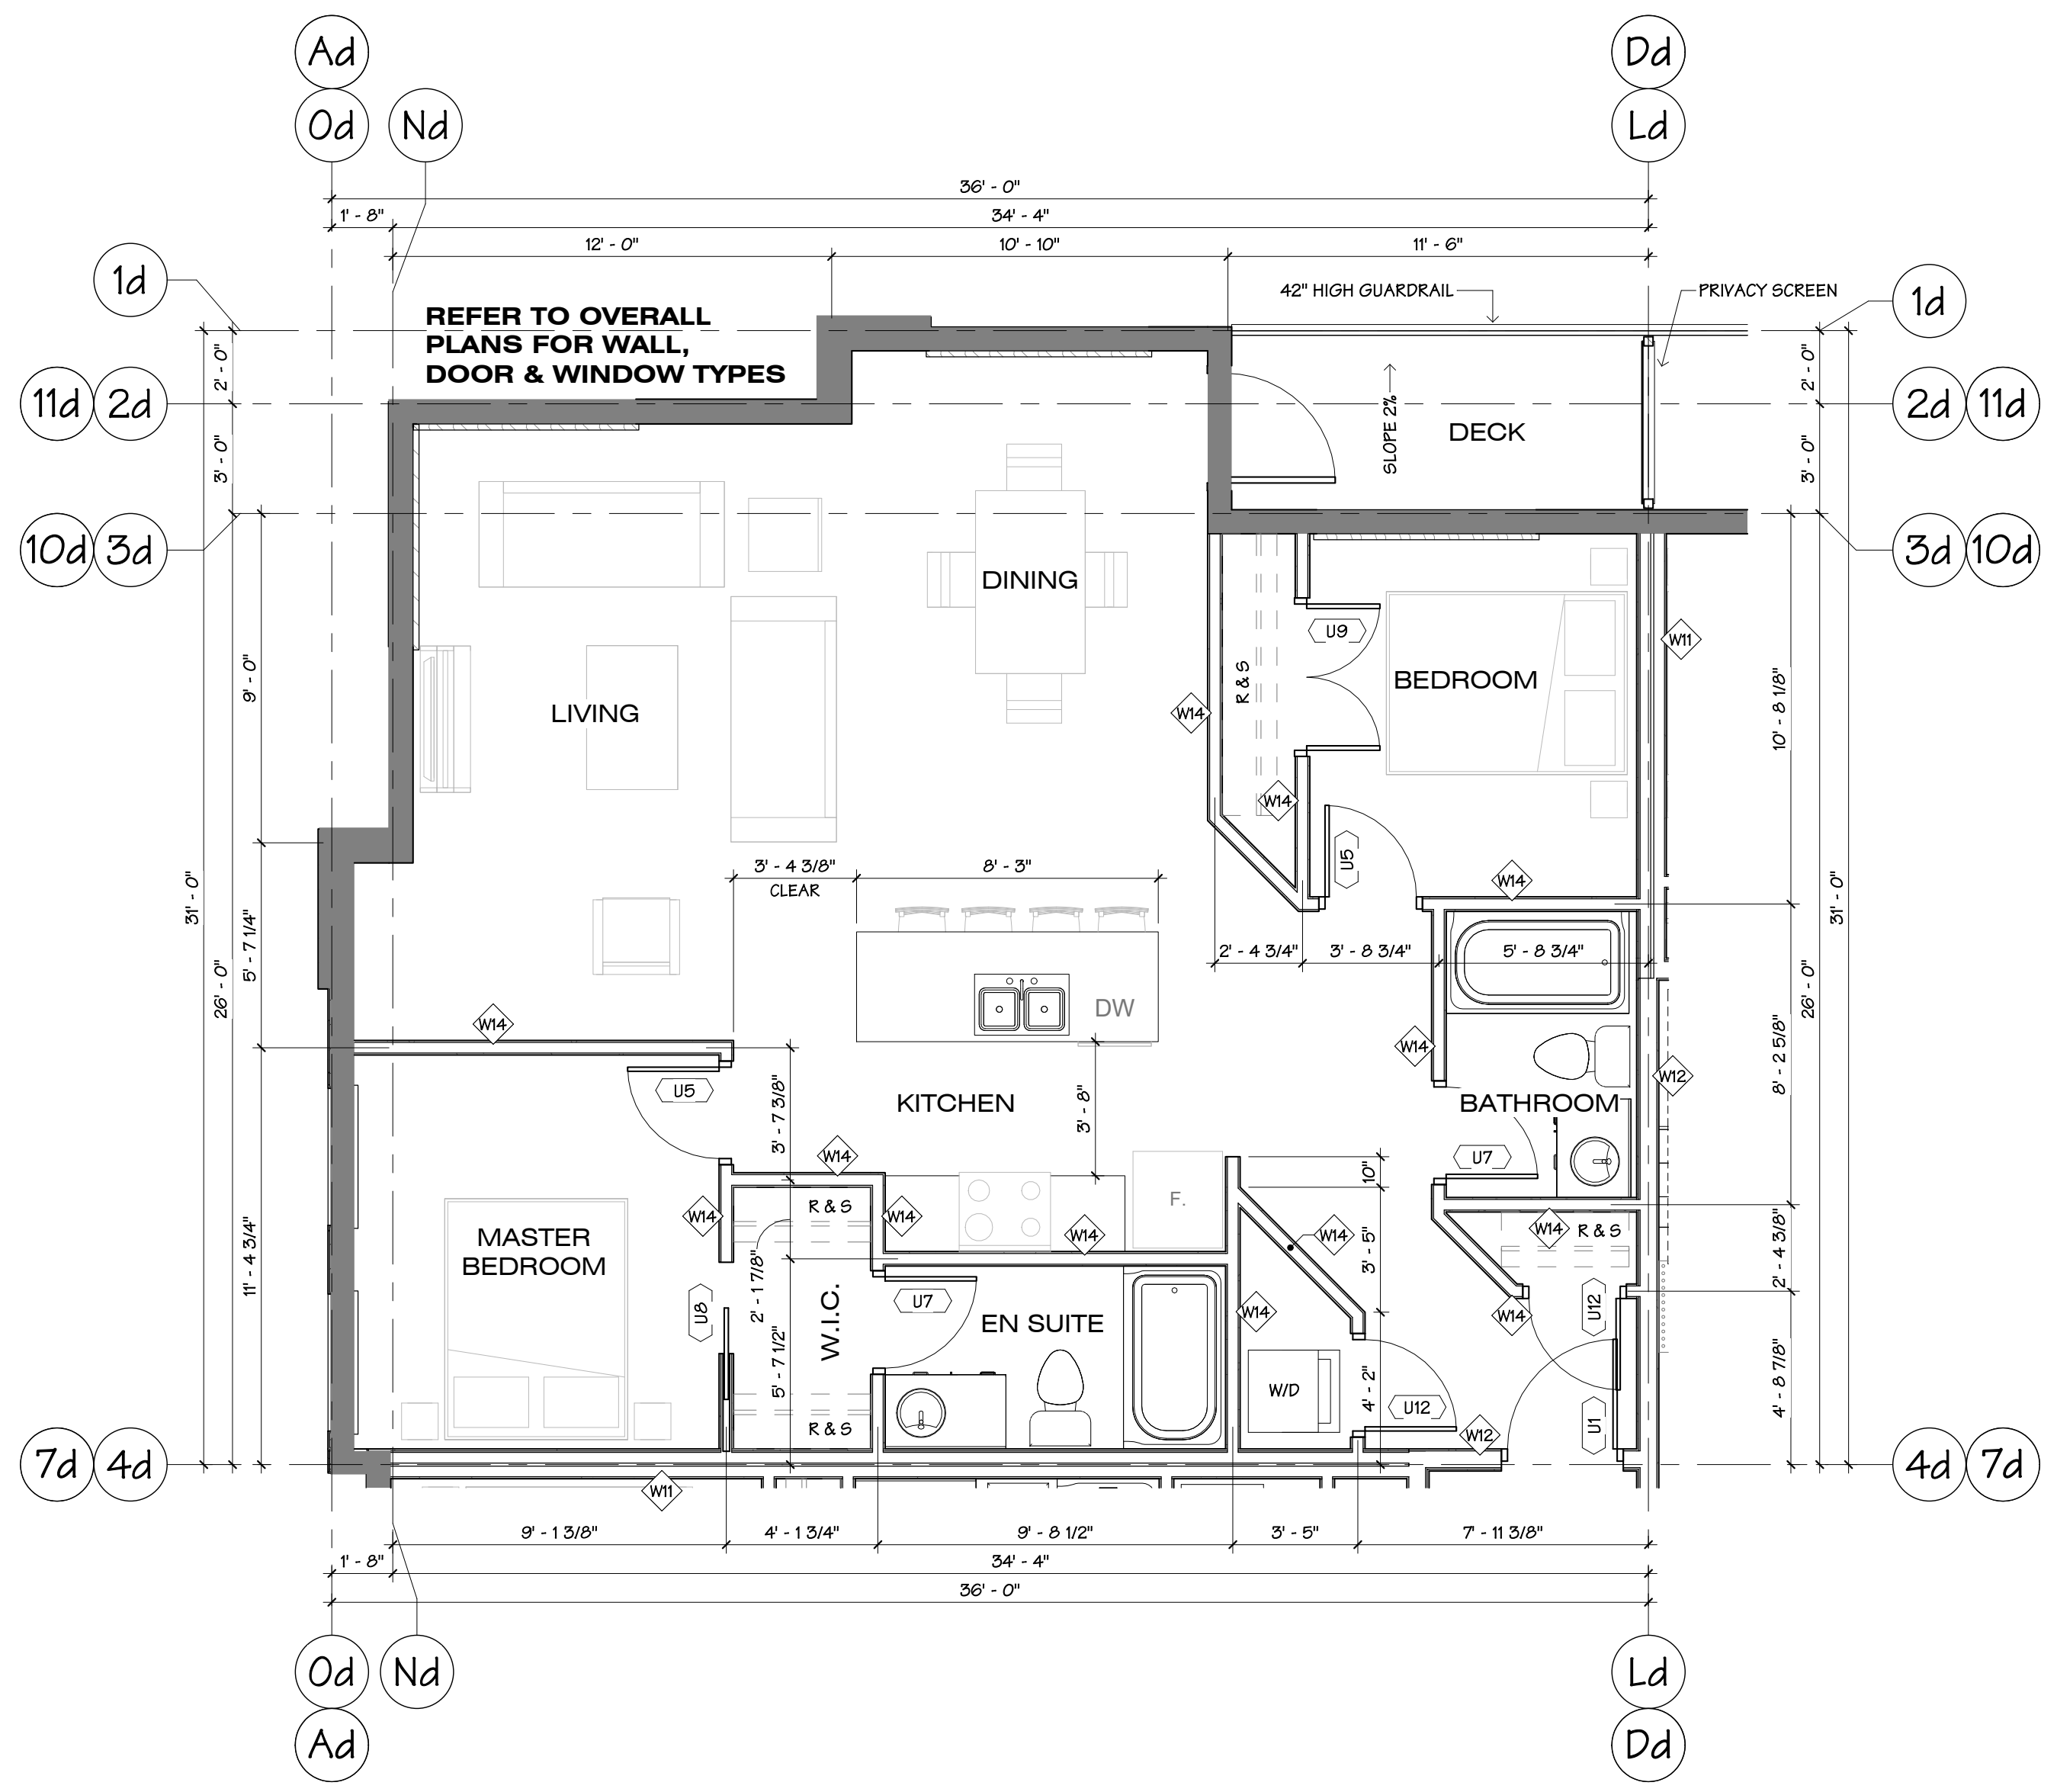 Ad
Dd
Od
Nd
Ld
36' - 0"
1' - 8"
34' - 4"
12' - 0"
10' - 10"
11' - 6"
1d
42" HIGH GUARDRAIL
PRIVACY SCREEN
1d
REFER TO OVERALL
PLANS FOR WALL,
DOOR & WINDOW TYPES
2' - 0"
2' - 0"
11d
2d
SLOPE 2%
DECK
2d
11d
3' - 0"
3' - 0"
10d
3d
3d
10d
DINING
U9
W11
R & S
BEDROOM
9' - 0"
LIVING
W14
10' - 8 1/8"
W14
U5
3' - 4 3/8"
CLEAR
8' - 3"
W14
31' - 0"
31' - 0"
5' - 7 1/4"
2' - 4 3/4"
3' - 8 3/4"
5' - 8 3/4"
26' - 0"
26' - 0"
DW
W14
W14
8' - 2 5/8"
W12
U5
3' - 7 3/8"
KITCHEN
3' - 8"
BATHROOM
W14
U7
10"
F.
W14
R & S
W14
W14
W14
W14
R & S
MASTER
BEDROOM
11' - 4 3/4"
3' - 5"
2' - 4 3/8"
2' - 1 7/8"
U8
W.I.C.
U7
EN SUITE
W14
W14
U12
5' - 7 1/2"
W/D
4' - 2"
U12
4' - 8 7/8"
R & S
W12
U1
7d
4d
4d
7d
W11
9' - 1 3/8"
4' - 1 3/4"
9' - 8 1/2"
3' - 5"
7' - 11 3/8"
1' - 8"
34' - 4"
36' - 0"
Od
Nd
Ld
Ad
Dd